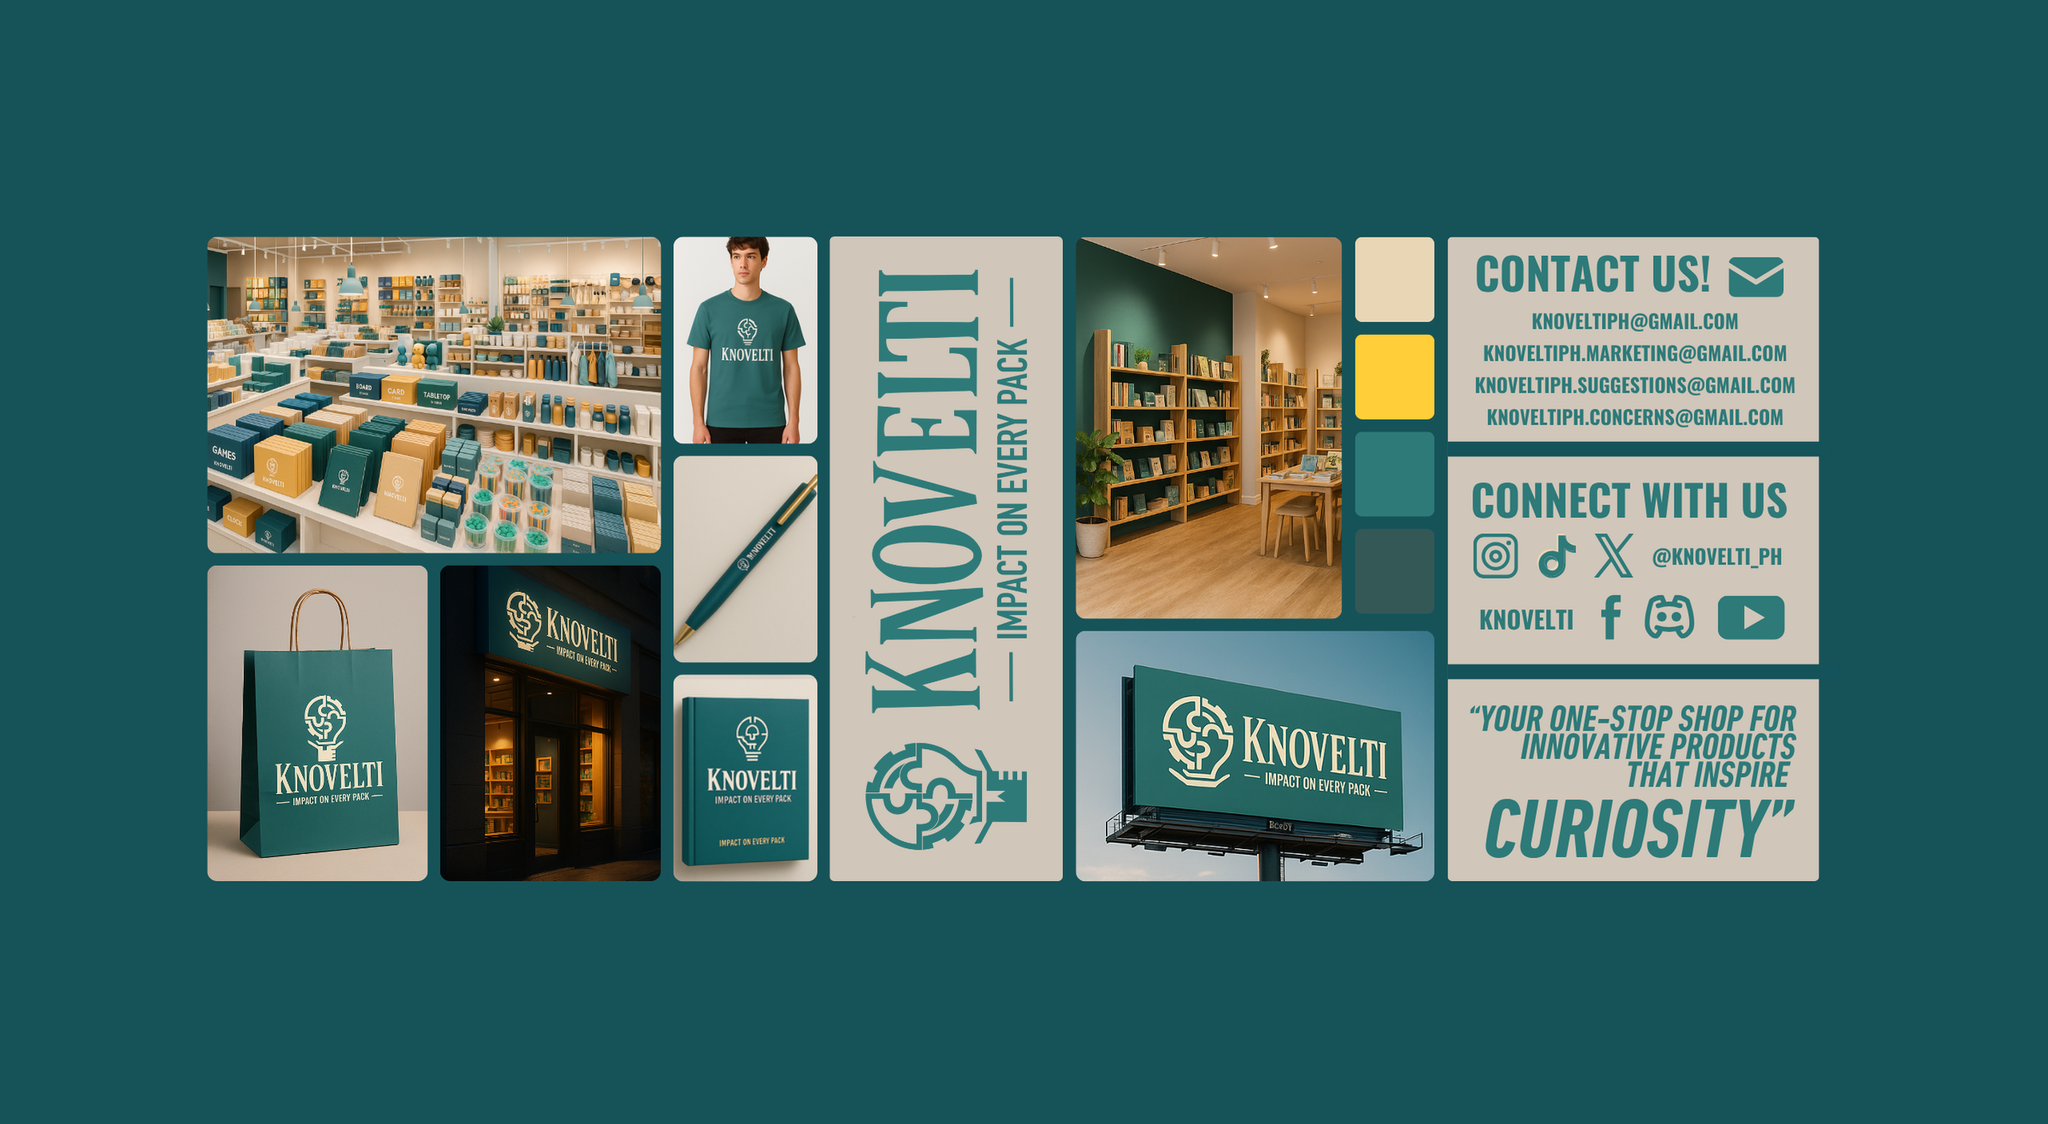 BOARD
CARD
TABLETOP
GAMES
KNOVELTI
KNOVELTI
KNOVELTI
IMPACT ON EVERY PACK
KNOVELTI
IMPACT ON EVERY PACK
KNOVELTI
KNOVELTI
KNOVELTI
IMPACT ON EVERY PACK
IMPACT ON EVERY PACK
KNOVELTI
IMPACT ON EVERY PACK
KNOVELTI
IMPACT ON EVERY PACK
CONTACT US!
KNOVELTIPH@GMAIL.COM
KNOVELTIPH.MARKETING@GMAIL.COM
KNOVELTIPH.SUGGESTIONS@GMAIL.COM
KNOVELTIPH.CONCERNS@GMAIL.COM
CONNECT WITH US
@KNOVELTI_PH
KNOVELTI
“YOUR ONE-STOP SHOP FOR
INNOVATIVE PRODUCTS
THAT INSPIRE
CURIOSITY”